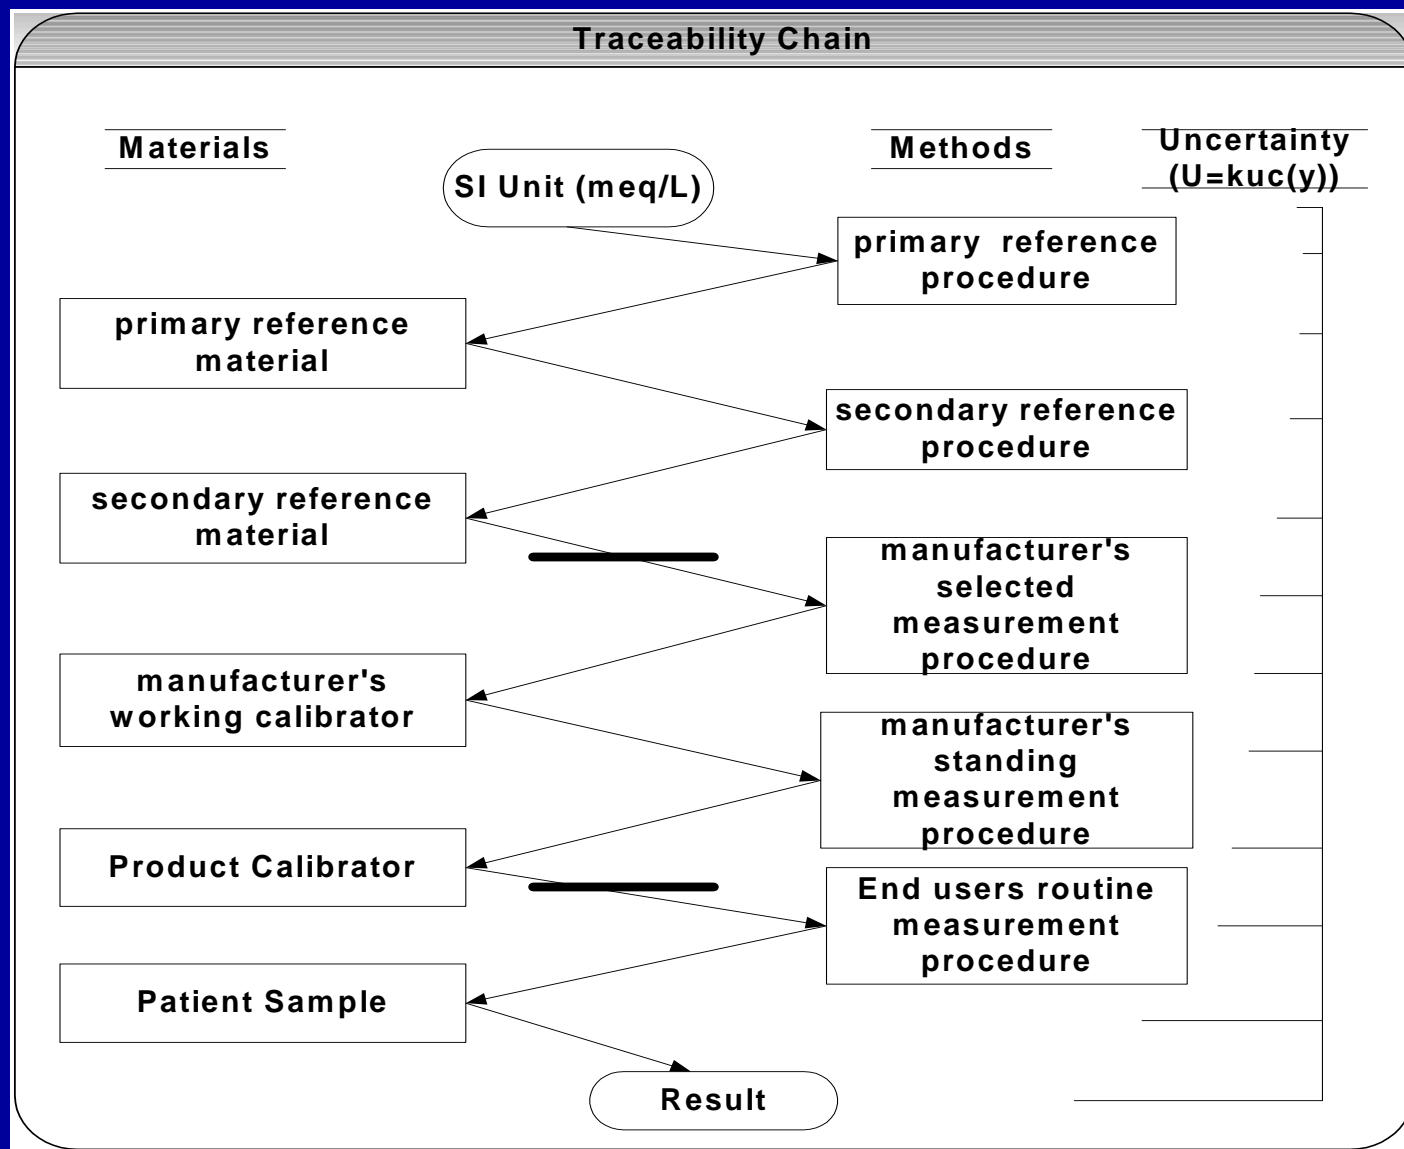 Traceability Chain
Materials
SI Unit (meq/L)
Methods
Uncertainty
(U=kuc(y))
primary reference
procedure
primary reference
material
secondary reference
procedure
secondary reference
material
manufacturer's
selected
measurement
procedure
manufacturer's
working calibrator
manufacturer's
standing
measurement
procedure
Product Calibrator
End users routine
measurement
procedure
Patient Sample
Result